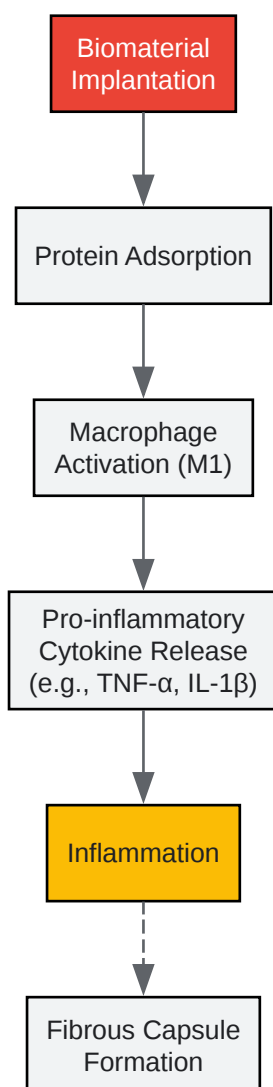 Biomaterial
Implantation
Protein Adsorption
Macrophage
Activation (M1)
Pro-inflammatory
Cytokine Release
(e.g., TNF-α, IL-1β)
Inflammation
Fibrous Capsule
Formation